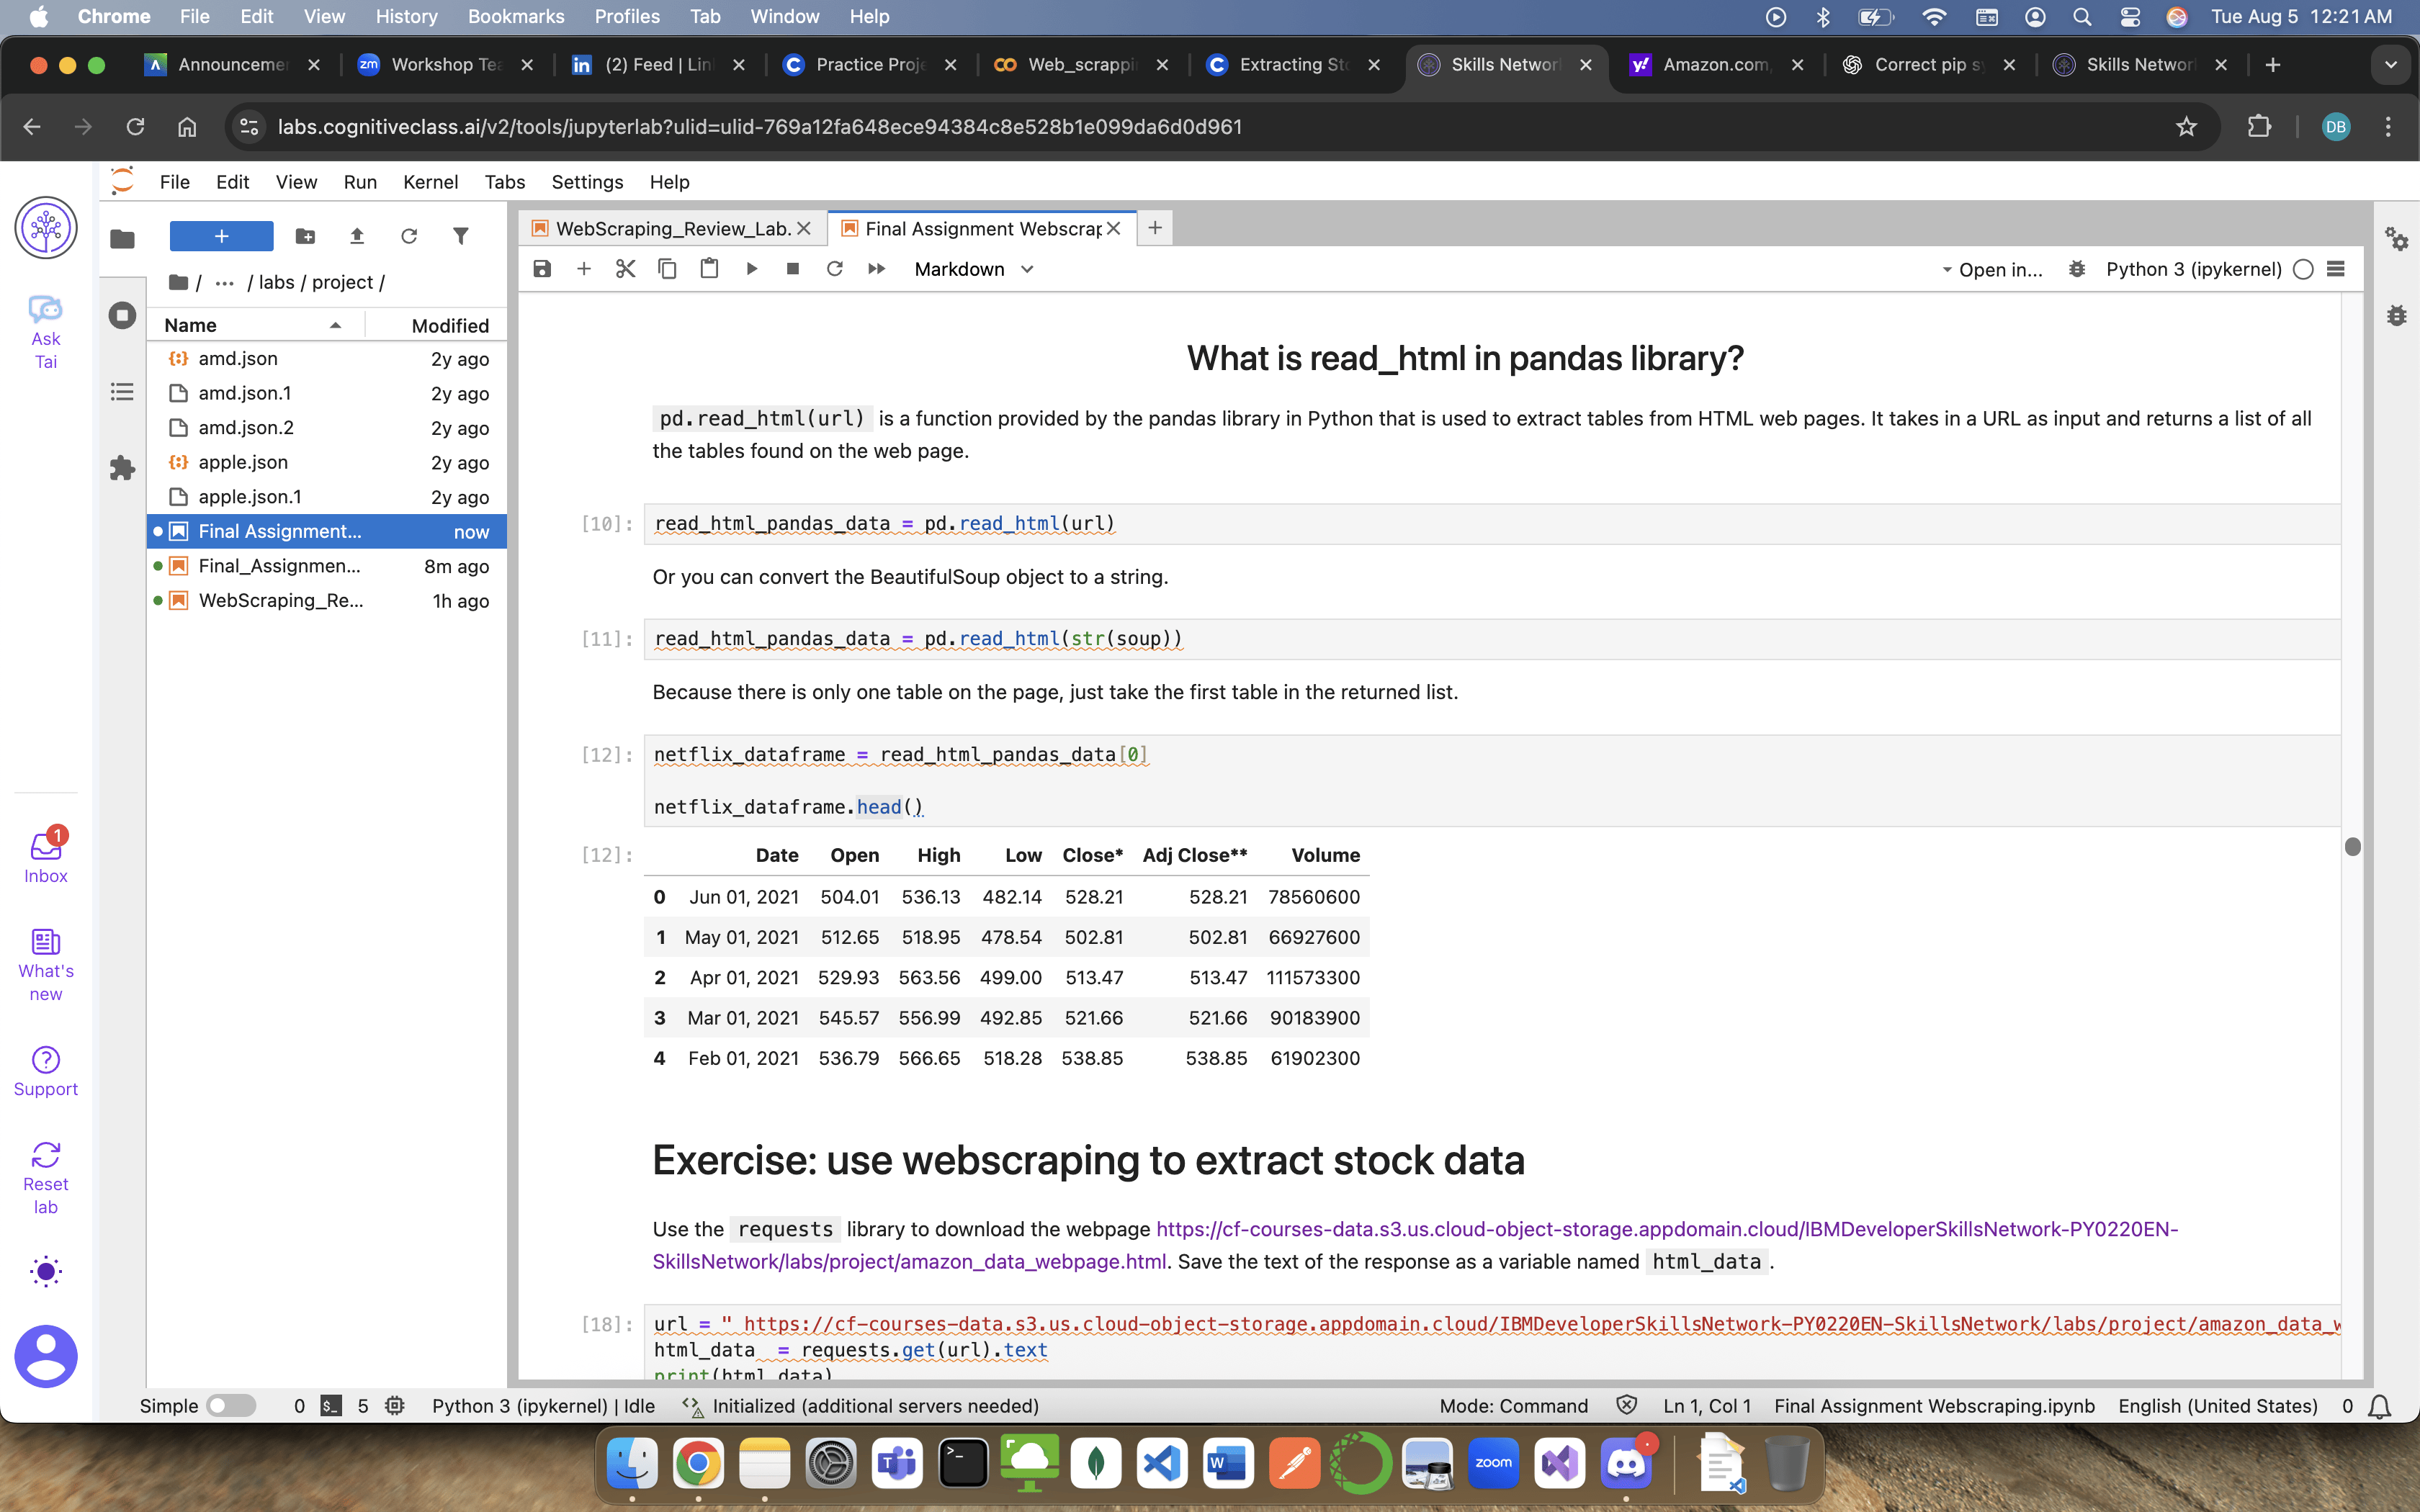 Chrome File Edit View History Bookmarks Profiles Tab Window Help Tue Aug 5 12:21 AM
Announcemer Workshop Tea (2) Feed | Lin Practice Proje Web_scrappi Extracting Sto Skills Networ Amazon.com, Correct pip s Skills Networ
labs.cognitiveclass.ai/v2/tools/jupyterlab?ulid=ulid-769a12fa648ece94384c8e528b1e099da6d0d961 DB
File Edit View Run Kernel Tabs Settings Help
Ask
Tai
Inbox 1
What's
new
Support
Reset
lab
/ ... / labs / project /
Name Modified
amd.json 2y ago
amd.json.1 2y ago
amd.json.2 2y ago
apple.json 2y ago
apple.json.1 2y ago
Final Assignment... now
Final_Assignmen... 8m ago
WebScraping_Re... 1h ago
WebScraping_Review_Lab. Final Assignment Webscrap
Markdown Open in... Python 3 (ipykernel)
What is read_html in pandas library?
pd.read_html(url) is a function provided by the pandas library in Python that is used to extract tables from HTML web pages. It takes in a URL as input and returns a list of all
the tables found on the web page.
[10]: read_html_pandas_data = pd.read_html(url)
Or you can convert the BeautifulSoup object to a string.
[11]: read_html_pandas_data = pd.read_html(str(soup))
Because there is only one table on the page, just take the first table in the returned list.
[12]: netflix_dataframe = read_html_pandas_data[0]
netflix_dataframe.head()
[12]: Date Open High Low Close* Adj Close** Volume
0 Jun 01, 2021 504.01 536.13 482.14 528.21 528.21 78560600
1 May 01, 2021 512.65 518.95 478.54 502.81 502.81 66927600
2 Apr 01, 2021 529.93 563.56 499.00 513.47 513.47 111573300
3 Mar 01, 2021 545.57 556.99 492.85 521.66 521.66 90183900
4 Feb 01, 2021 536.79 566.65 518.28 538.85 538.85 61902300
Exercise: use webscraping to extract stock data
Use the requests library to download the webpage https://cf-courses-data.s3.us.cloud-object-storage.appdomain.cloud/IBMDeveloperSkillsNetwork-PY0220EN-
SkillsNetwork/labs/project/amazon_data_webpage.html. Save the text of the response as a variable named html_data .
[18]: url = " https://cf-courses-data.s3.us.cloud-object-storage.appdomain.cloud/IBMDeveloperSkillsNetwork-PY0220EN-SkillsNetwork/labs/project/amazon_data_w
html_data  = requests.get(url).text
print(html_data)
Simple 0 $_ 5 Python 3 (ipykernel) | Idle Initialized (additional servers needed) Mode: Command Ln 1, Col 1 Final Assignment Webscraping.ipynb English (United States) 0
zoom